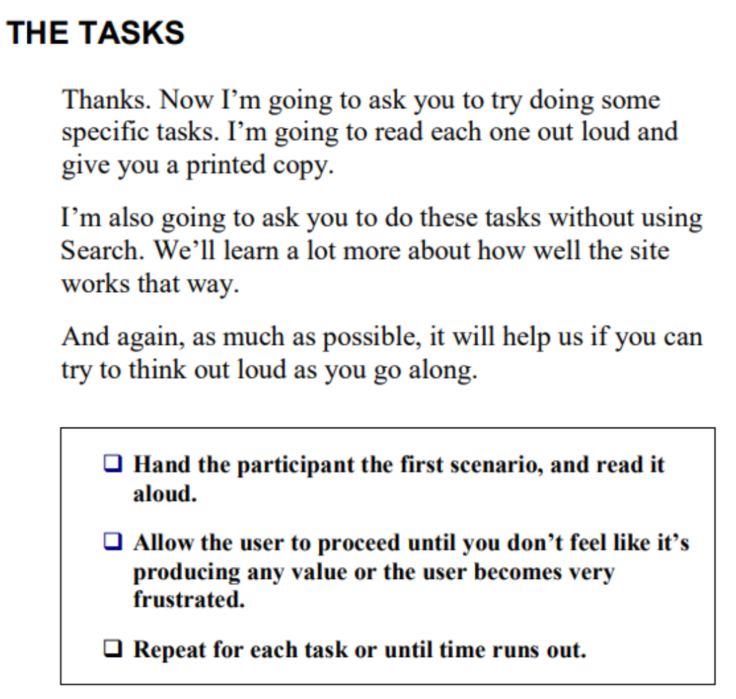 THE TASKS
Thanks. Now I’m going to ask you to try doing some
specific tasks. I’m going to read each one out loud and
give you a printed copy.
I’m also going to ask you to do these tasks without using
Search. We’ll learn a lot more about how well the site
works that way.
And again, as much as possible, it will help us if you can
try to think out loud as you go along.
❑ Hand the participant the first scenario, and read it
aloud.
❑ Allow the user to proceed until you don’t feel like it’s
producing any value or the user becomes very
frustrated.
❑ Repeat for each task or until time runs out.